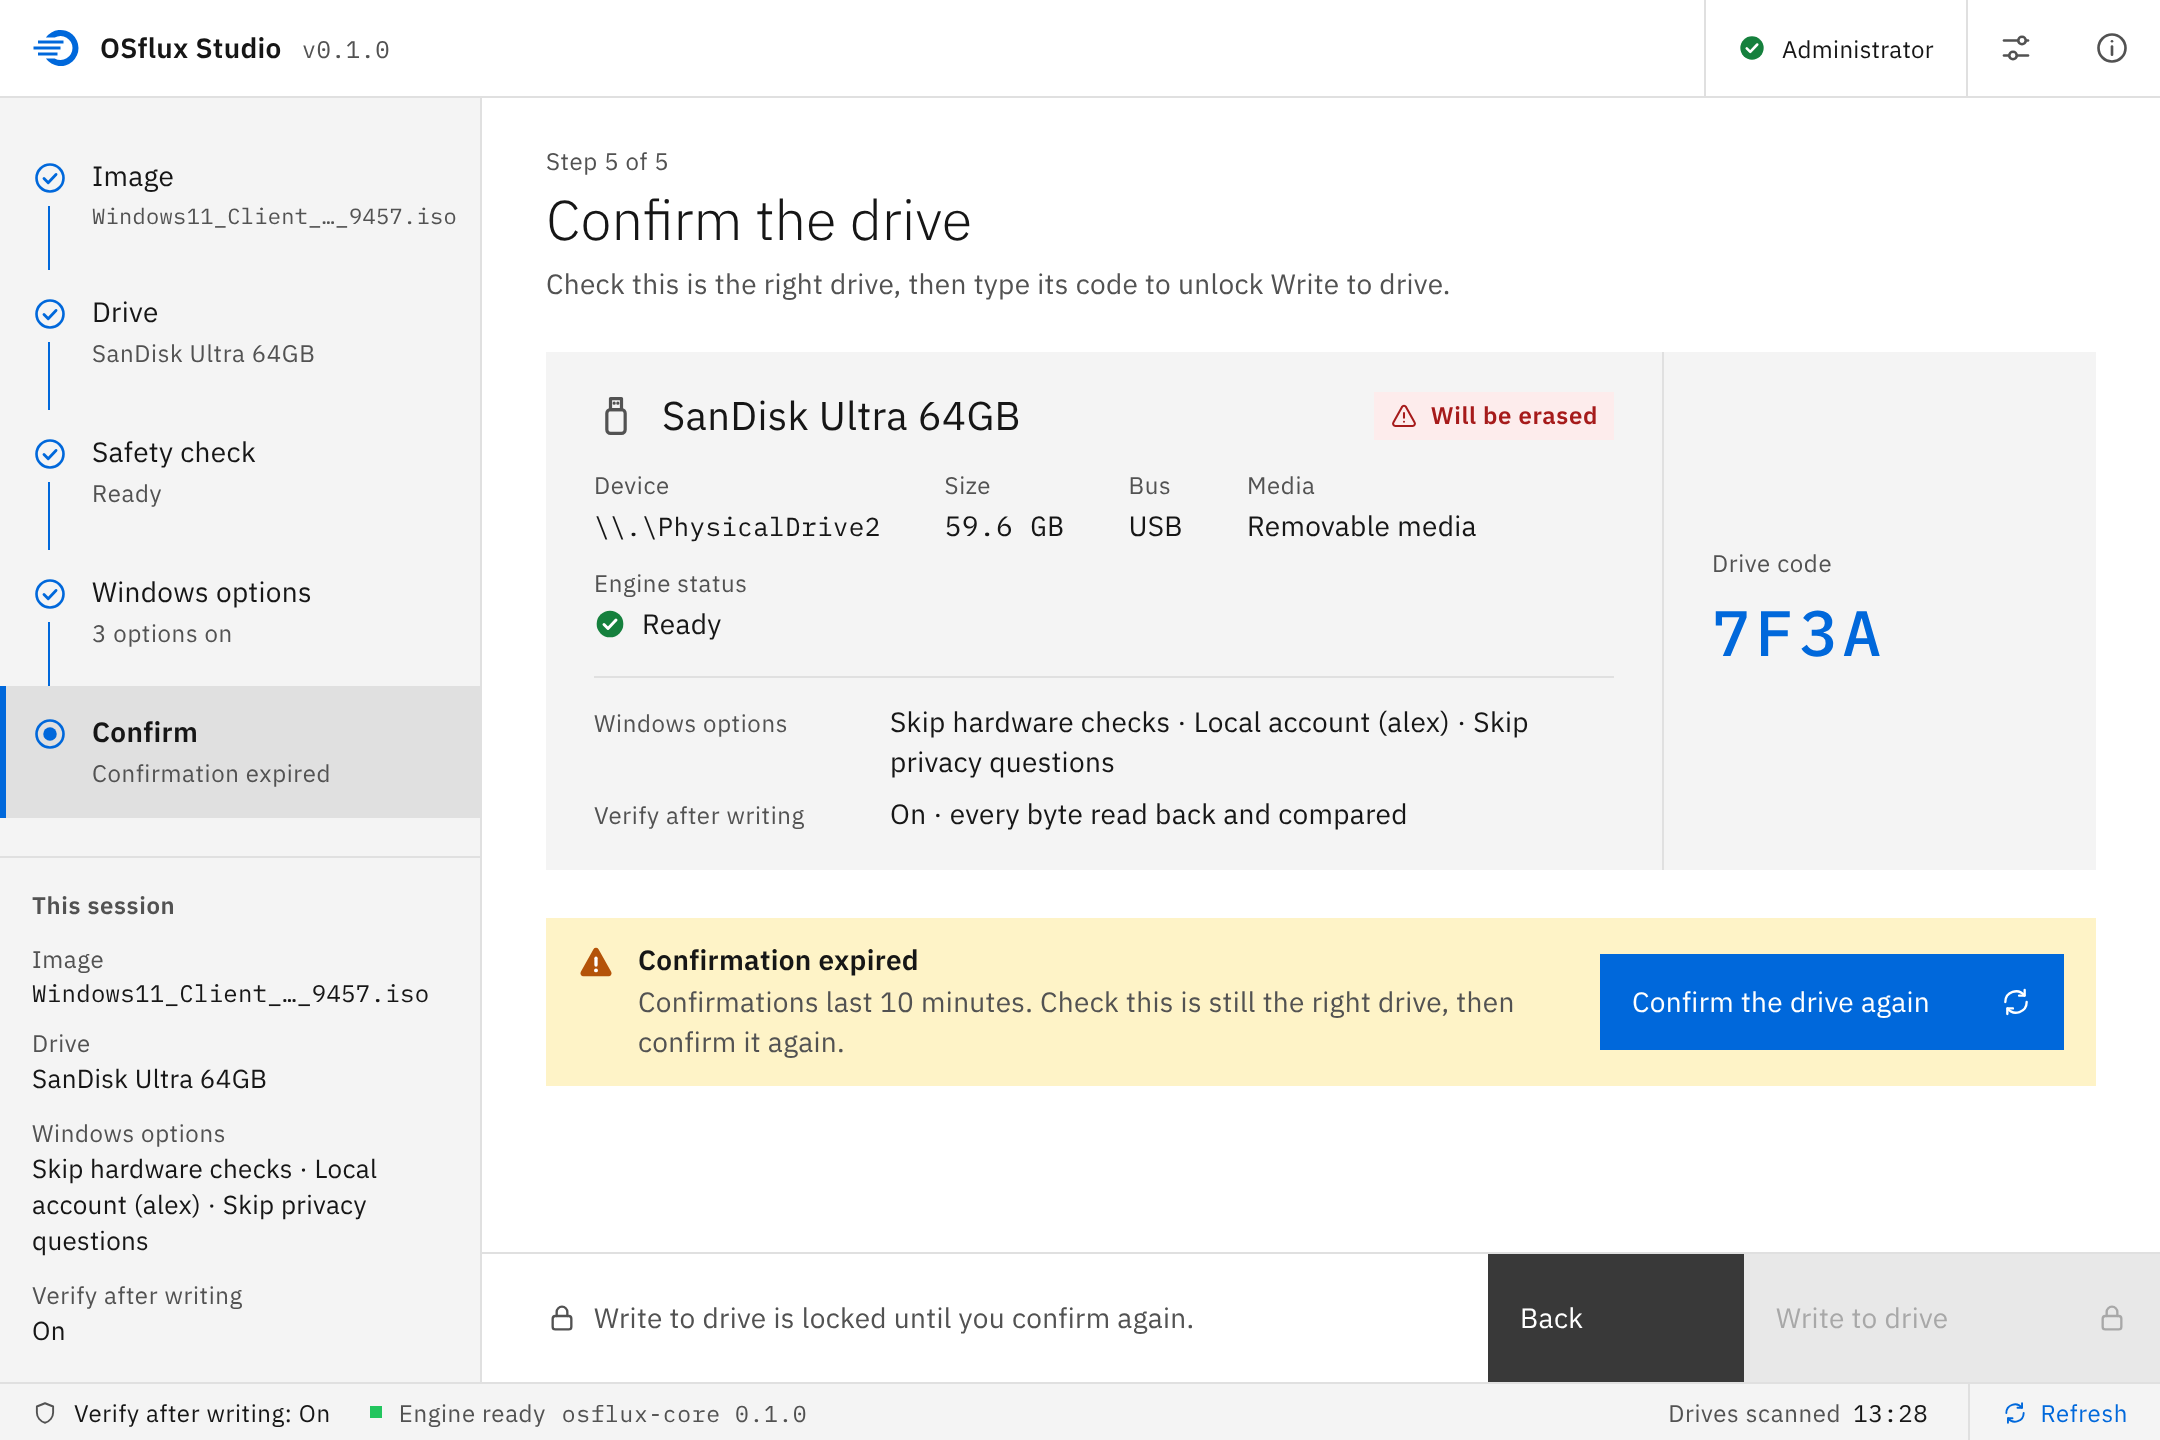 OSflux Studio v0.1.0
Administrator
Image
Windows11_Client_…_9457.iso
Drive
SanDisk Ultra 64GB
Safety check
Ready
Windows options
3 options on
Confirm
Confirmation expired
This session
Image
Windows11_Client_…_9457.iso
Drive
SanDisk Ultra 64GB
Windows options
Skip hardware checks · Local
account (alex) · Skip privacy
questions
Verify after writing
On
Step 5 of 5
Confirm the drive
Check this is the right drive, then type its code to unlock Write to drive.
SanDisk Ultra 64GB
Will be erased
Device Size Bus Media
\\.\PhysicalDrive2 59.6 GB USB Removable media
Engine status
Ready
Windows options Skip hardware checks · Local account (alex) · Skip
privacy questions
Verify after writing On · every byte read back and compared
Drive code
7F3A
Confirmation expired
Confirmations last 10 minutes. Check this is still the right drive, then
confirm it again.
Confirm the drive again
Write to drive is locked until you confirm again.
Back
Write to drive
Verify after writing: On
Engine ready osflux-core 0.1.0
Drives scanned 13:28
Refresh